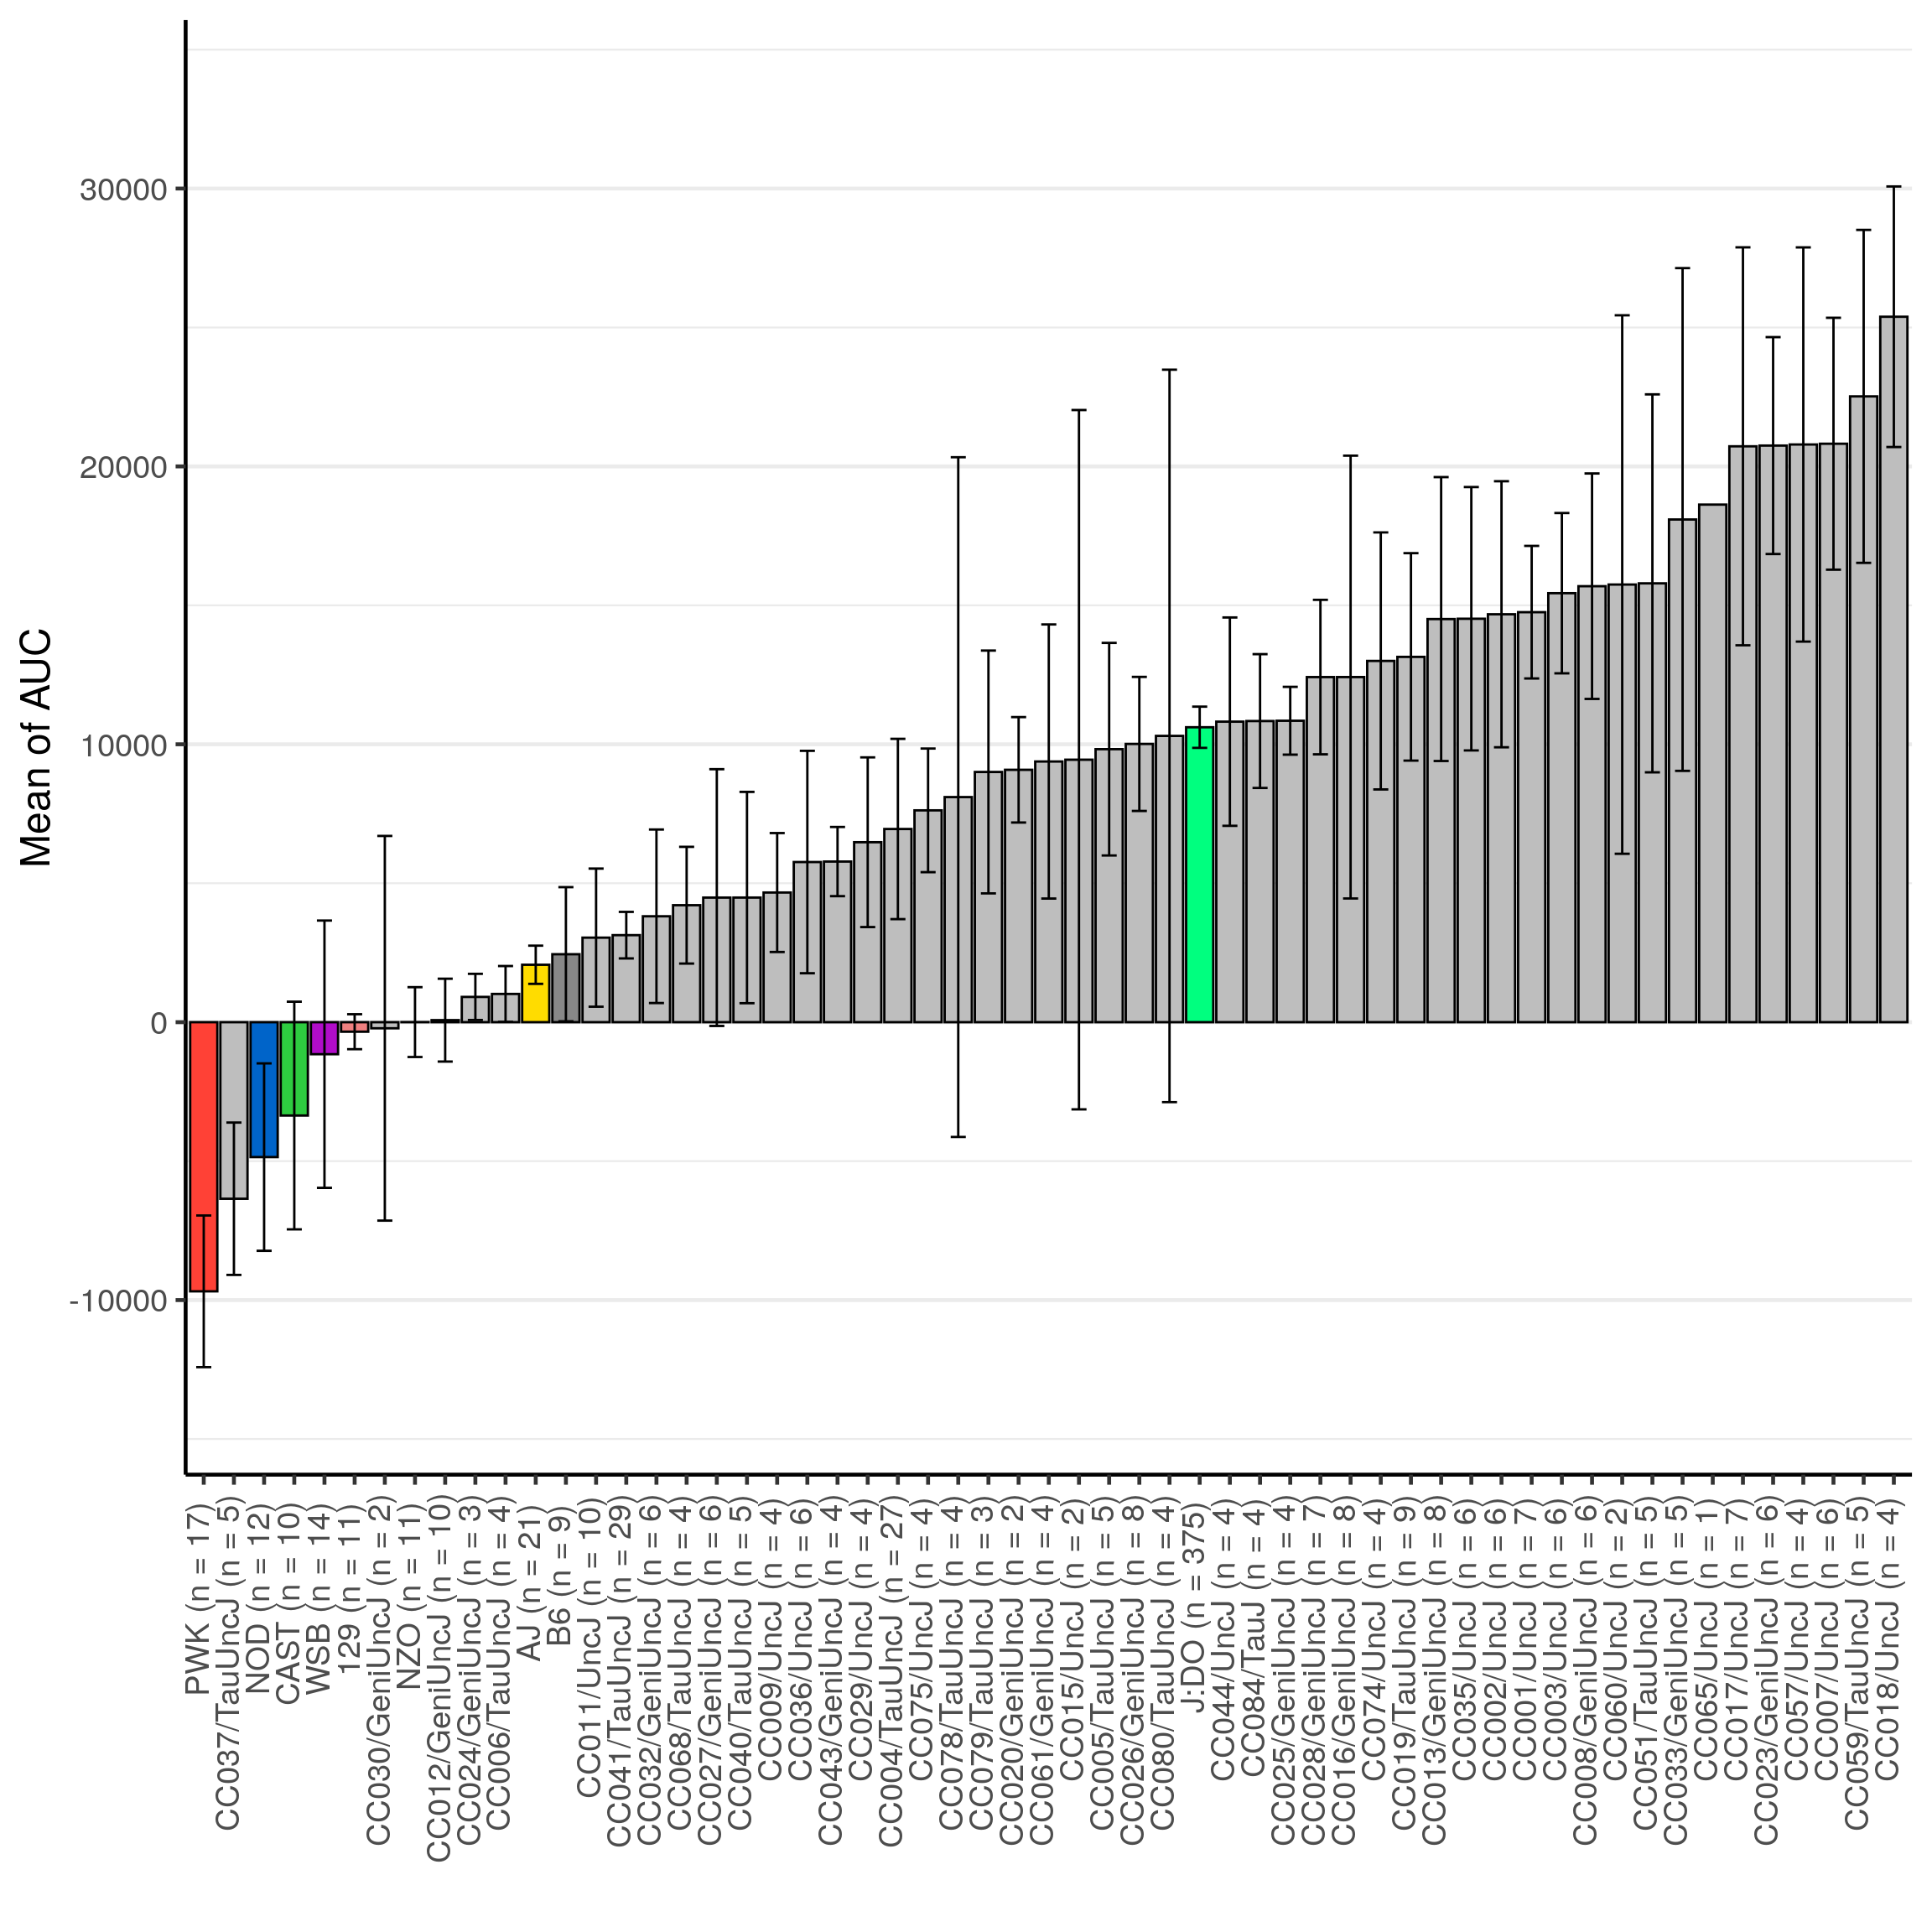 Mean of AUC
30000
20000
10000
0
-10000
PWK (n = 17)
CC037/TauUncJ (n = 5)
NOD (n = 12)
CAST (n = 10)
WSB (n = 14)
129 (n = 11)
CC030/GeniUncJ (n = 2)
NZO (n = 11)
CC012/GeniUncJ (n = 10)
CC024/GeniUncJ (n = 3)
CC006/TauUncJ (n = 4)
AJ (n = 21)
B6 (n = 9)
CC011/UncJ (n = 10)
CC041/TauUncJ (n = 29)
CC032/GeniUncJ (n = 6)
CC068/TauUncJ (n = 4)
CC027/GeniUncJ (n = 6)
CC040/TauUncJ (n = 5)
CC009/UncJ (n = 4)
CC036/UncJ (n = 6)
CC043/GeniUncJ (n = 4)
CC029/UncJ (n = 4)
CC004/TauUncJ (n = 27)
CC075/UncJ (n = 4)
CC078/TauUncJ (n = 4)
CC079/TauUncJ (n = 3)
CC020/GeniUncJ (n = 2)
CC061/GeniUncJ (n = 4)
CC015/UncJ (n = 2)
CC005/TauUncJ (n = 5)
CC026/GeniUncJ (n = 8)
CC080/TauUncJ (n = 4)
J:DO (n = 375)
CC044/UncJ (n = 4)
CC084/TauJ (n = 4)
CC025/GeniUncJ (n = 4)
CC028/GeniUncJ (n = 7)
CC016/GeniUncJ (n = 8)
CC074/UncJ (n = 4)
CC019/TauUncJ (n = 9)
CC013/GeniUncJ (n = 8)
CC035/UncJ (n = 6)
CC002/UncJ (n = 6)
CC001/UncJ (n = 7)
CC003/UncJ (n = 6)
CC008/GeniUncJ (n = 6)
CC060/UncJ (n = 2)
CC051/TauUncJ (n = 5)
CC033/GeniUncJ (n = 5)
CC065/UncJ (n = 1)
CC017/UncJ (n = 7)
CC023/GeniUncJ (n = 6)
CC057/UncJ (n = 4)
CC007/UncJ (n = 6)
CC059/TauUncJ (n = 5)
CC018/UncJ (n = 4)